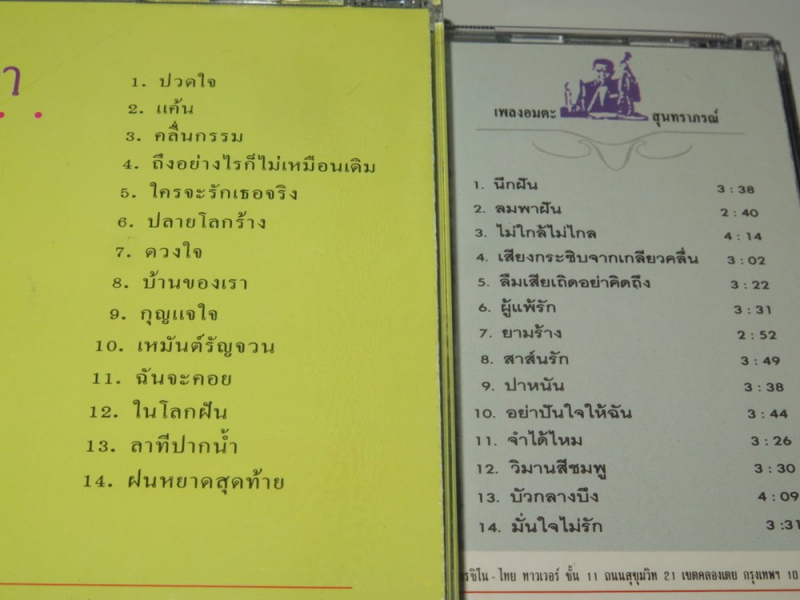 1. ปวดใจ
2. แค้น
3. คลื่นกรรม
4. ถึงอย่างไรก็ไม่เหมือนเดิม
5. ใครจะรักเธอจริง
6. ปลายโลกร้าง
7. ดวงใจ
8. บ้านของเรา
9. กุญแจใจ
10. เหมันต์รัญจวน
11. ฉันจะคอย
12. ในโลกฝัน
13. ลาทีปากน้ำ
14. ฝนหยาดสุดท้าย
เพลงอมตะ สุนทราภรณ์
1. นึกฝัน 3 : 38
2. ลมพาฝัน 2 : 40
3. ไม่ใกล้ไม่ไกล 4 : 14
4. เสียงกระซิบจากเกลียวคลื่น 3 : 02
5. ลืมเสียเถิดอย่าคิดถึง 3 : 22
6. ผู้แพ้รัก 3 : 31
7. ยามร้าง 2 : 52
8. สาส์นรัก 3 : 49
9. ปาหนัน 3 : 38
10. อย่าปันใจให้ฉัน 3 : 44
11. จำได้ไหม 3 : 26
12. วิมานสีชมพู 3 : 30
13. บัวกลางบึง 4 : 09
14. มั่นใจไม่รัก 3 : 31
รชิโน - ไทย ทาวเวอร์ ชั้น 11 ถนนสุขุมวิท 21 เขตคลองเตย กรุงเทพฯ 10